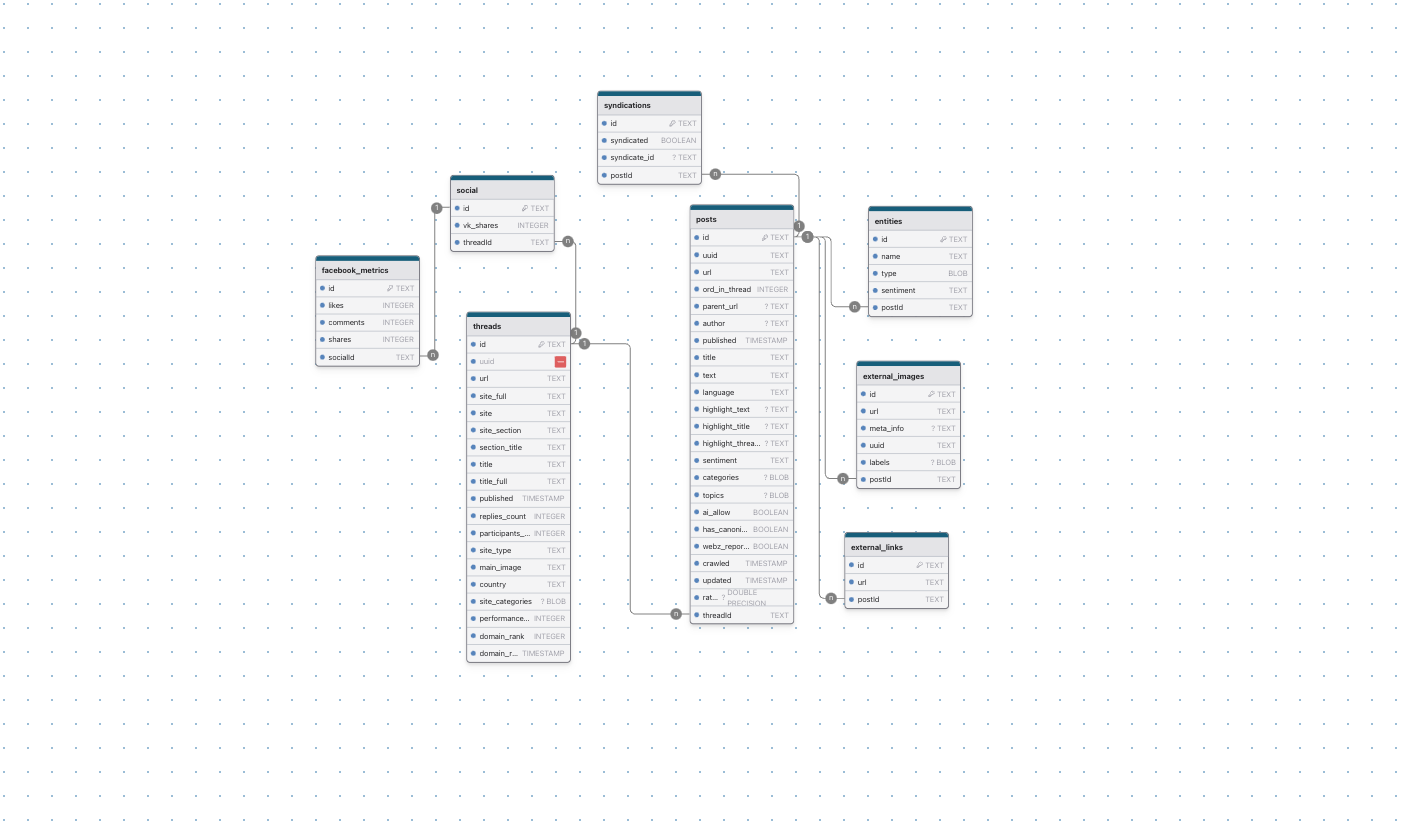 syndications
id TEXT
syndicated BOOLEAN
syndicate_id ? TEXT
postId TEXT
n
social
id TEXT
vk_shares INTEGER
threadId TEXT
1
n
facebook_metrics
id TEXT
likes INTEGER
comments INTEGER
shares INTEGER
socialId TEXT
n
threads
id TEXT
uuid
url TEXT
site_full TEXT
site TEXT
site_section TEXT
section_title TEXT
title TEXT
title_full TEXT
published TIMESTAMP
replies_count INTEGER
participants_... INTEGER
site_type TEXT
main_image TEXT
country TEXT
site_categories ? BLOB
performance... INTEGER
domain_rank INTEGER
domain_r... TIMESTAMP
1
1
n
posts
id TEXT
uuid TEXT
url TEXT
ord_in_thread INTEGER
parent_url ? TEXT
author ? TEXT
published TIMESTAMP
title TEXT
text TEXT
language TEXT
highlight_text ? TEXT
highlight_title ? TEXT
highlight_threa... ? TEXT
sentiment TEXT
categories ? BLOB
topics ? BLOB
ai_allow BOOLEAN
has_canoni... BOOLEAN
webz_repor... BOOLEAN
crawled TIMESTAMP
updated TIMESTAMP
rat... ? DOUBLE PRECISION
threadId TEXT
1
1
entities
id TEXT
name TEXT
type BLOB
sentiment TEXT
postId TEXT
n
external_images
id TEXT
url TEXT
meta_info ? TEXT
uuid TEXT
labels ? BLOB
postId TEXT
n
external_links
id TEXT
url TEXT
postId TEXT
n